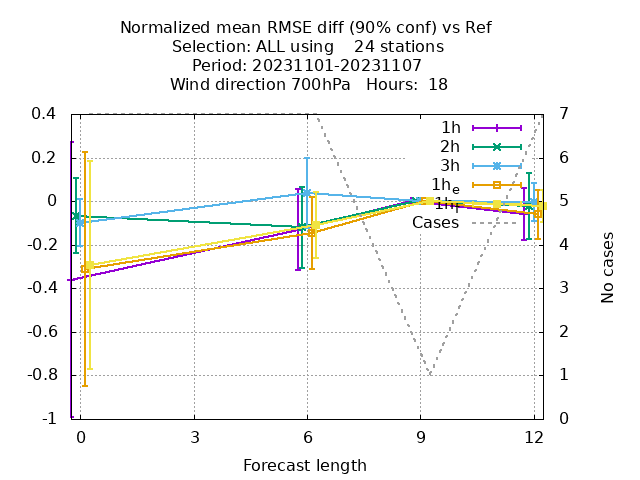 Normalized mean RMSE diff (90% conf) vs Ref
Selection: ALL using    24 stations
Period: 20231101-20231107
Wind direction 700hPa   Hours:  18
0.4
0.2
0
-0.2
-0.4
-0.6
-0.8
-1
7
6
5
4
3
2
1
0
No cases
1h
2h
3h
1he
1hf
Cases
0
3
6
9
12
Forecast length